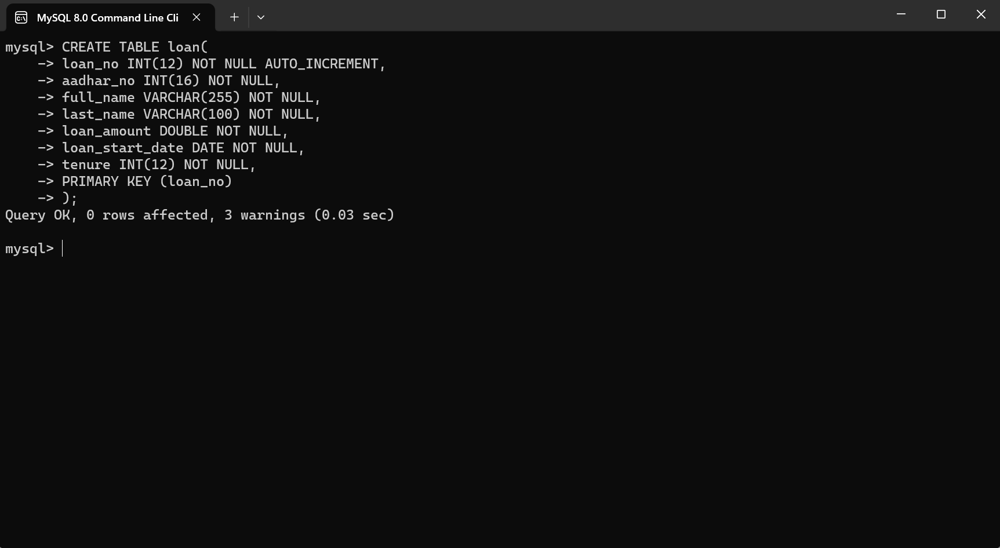 MySQL 8.0 Command Line Cli
mysql> CREATE TABLE loan(
    -> loan_no INT(12) NOT NULL AUTO_INCREMENT,
    -> aadhar_no INT(16) NOT NULL,
    -> full_name VARCHAR(255) NOT NULL,
    -> last_name VARCHAR(100) NOT NULL,
    -> loan_amount DOUBLE NOT NULL,
    -> loan_start_date DATE NOT NULL,
    -> tenure INT(12) NOT NULL,
    -> PRIMARY KEY (loan_no)
    -> );
Query OK, 0 rows affected, 3 warnings (0.03 sec)
mysql>